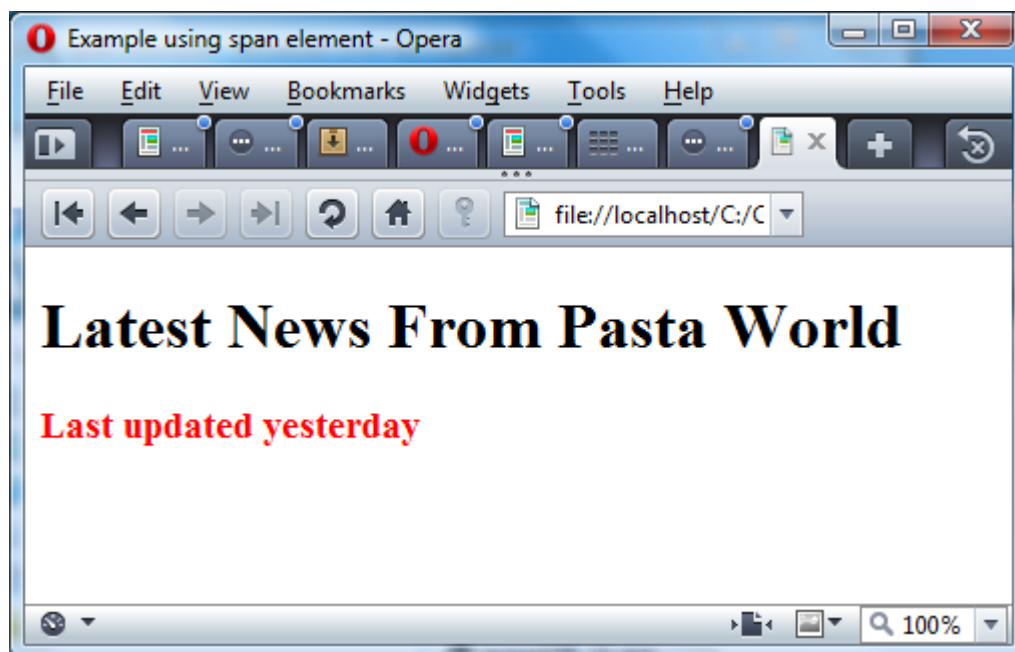 Example using span element - Opera
File Edit View Bookmarks Widgets Tools Help
... ... ... ... ... ... ...
file://localhost/C:/C
Latest News From Pasta World
Last updated yesterday
100%